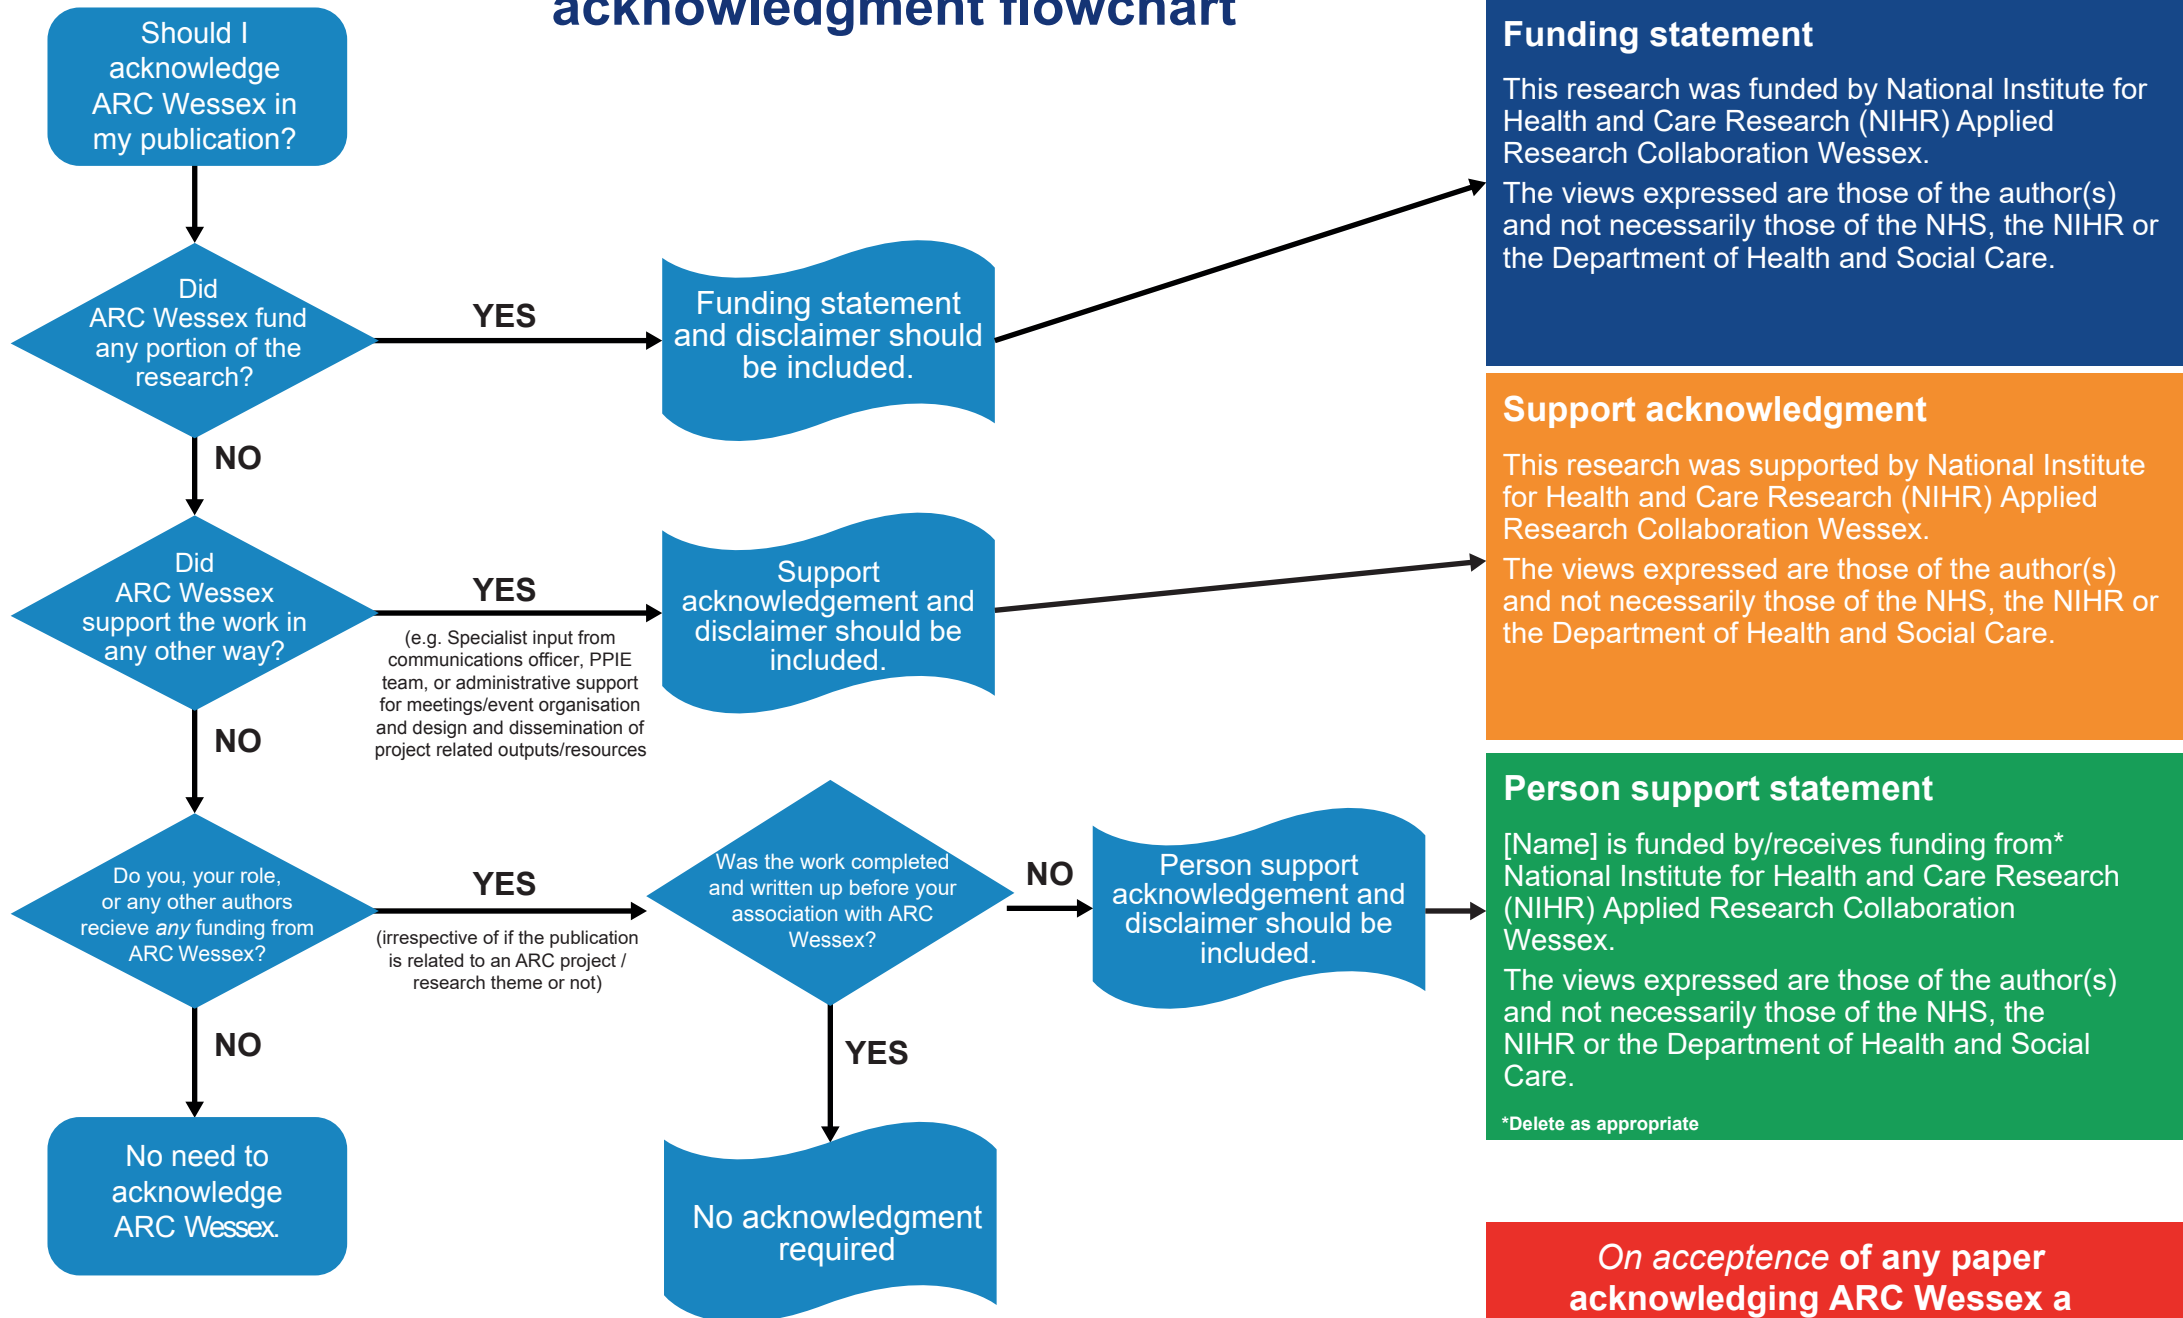 acknowledgment flowchart
Should I
acknowledge
ARC Wessex in
my publication?
Did
ARC Wessex fund
any portion of the
research?
YES
Funding statement
and disclaimer should
be included.
NO
Did
ARC Wessex
support the work in
any other way?
YES
(e.g. Specialist input from
communications officer, PPIE
team, or administrative support
for meetings/event organisation
and design and dissemination of
project related outputs/resources
Support
acknowledgement and
disclaimer should be
included.
NO
Do you, your role,
or any other authors
recieve any funding from
ARC Wessex?
YES
(irrespective of if the publication
is related to an ARC project /
research theme or not)
Was the work completed
and written up before your
association with ARC
Wessex?
NO
Person support
acknowledgement and
disclaimer should be
included.
YES
No acknowledgment
required
NO
No need to
acknowledge
ARC Wessex.
Funding statement
This research was funded by National Institute for
Health and Care Research (NIHR) Applied
Research Collaboration Wessex.
The views expressed are those of the author(s)
and not necessarily those of the NHS, the NIHR or
the Department of Health and Social Care.
Support acknowledgment
This research was supported by National Institute
for Health and Care Research (NIHR) Applied
Research Collaboration Wessex.
The views expressed are those of the author(s)
and not necessarily those of the NHS, the NIHR or
the Department of Health and Social Care.
Person support statement
[Name] is funded by/receives funding from*
National Institute for Health and Care Research
(NIHR) Applied Research Collaboration
Wessex.
The views expressed are those of the author(s)
and not necessarily those of the NHS, the
NIHR or the Department of Health and Social
Care.
*Delete as appropriate
On acceptence of any paper
acknowledging ARC Wessex a